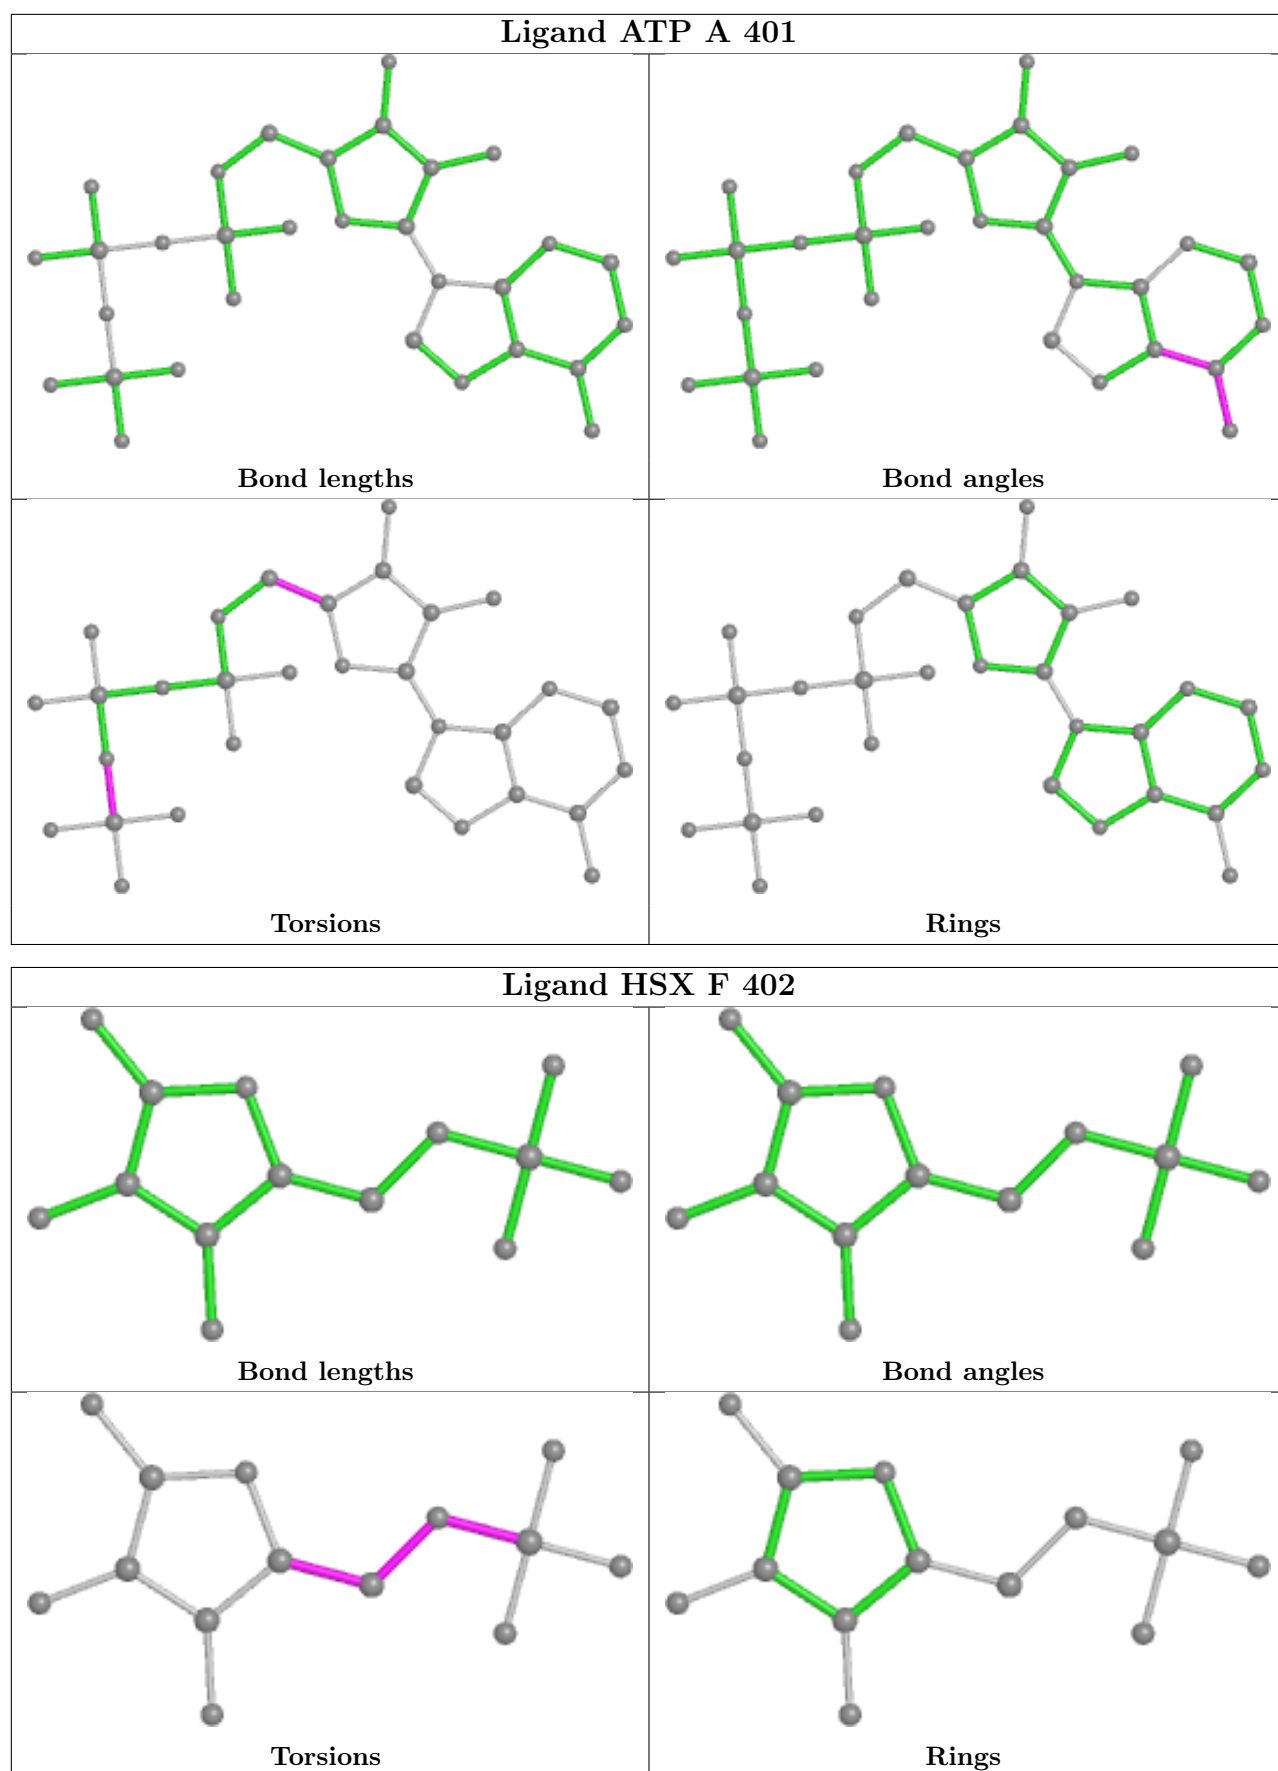 Ligand ATP A 401
Bond lengths
Bond angles
Torsions
Rings
Ligand HSX F 402
Bond lengths
Bond angles
Torsions
Rings